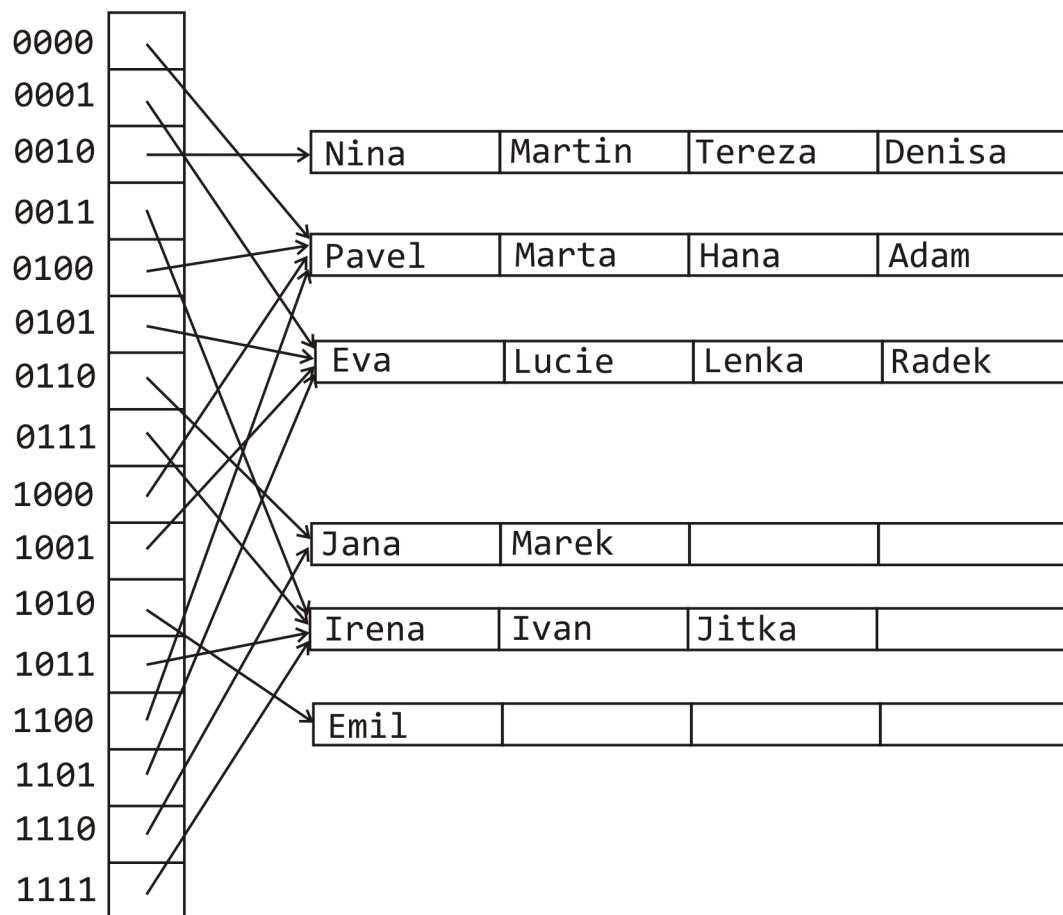 0000
0001
0010 Nina Martin Tereza Denisa
0011
0100 Pavel Marta Hana Adam
0101
Eva Lucie Lenka Radek
0110
0111
1000
1001 Jana Marek
1010
Irena Ivan Jitka
1011
1100 Emil
1101
1110
1111